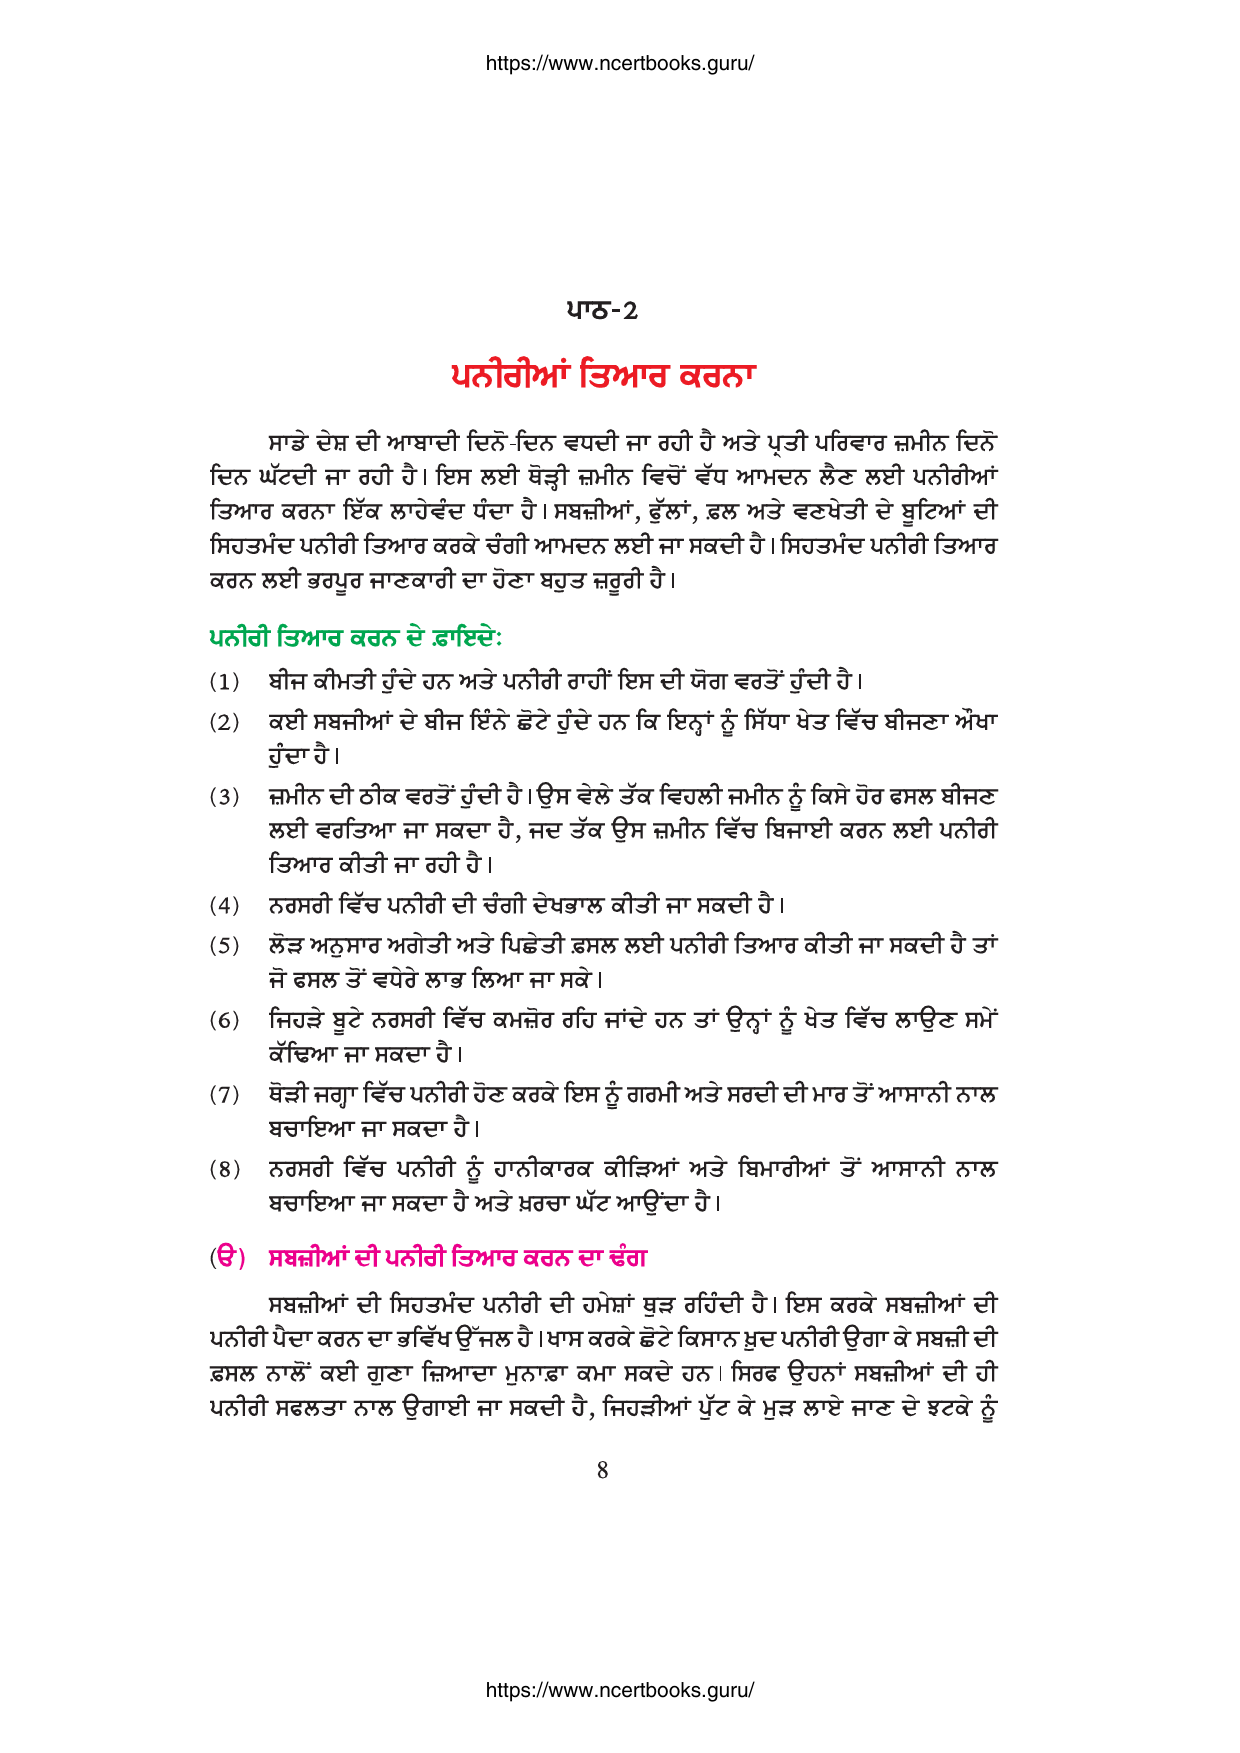 https://www.ncertbooks.guru/
ਪਾਠ-2
ਪਨੀਰੀਆਂ ਤਿਆਰ ਕਰਨਾ
ਸਾਡੇ ਦੇਸ਼ ਦੀ ਆਬਾਦੀ ਦਿਨੋ-ਦਿਨ ਵਧਦੀ ਜਾ ਰਹੀ ਹੈ ਅਤੇ ਪ੍ਰਤੀ ਪਰਿਵਾਰ ਜ਼ਮੀਨ ਦਿਨੋ
ਦਿਨ ਘੱਟਦੀ ਜਾ ਰਹੀ ਹੈ। ਇਸ ਲਈ ਥੋੜ੍ਹੀ ਜ਼ਮੀਨ ਵਿਚੋਂ ਵੱਧ ਆਮਦਨ ਲੈਣ ਲਈ ਪਨੀਰੀਆਂ
ਤਿਆਰ ਕਰਨਾ ਇੱਕ ਲਾਹੇਵੰਦ ਧੰਦਾ ਹੈ। ਸਬਜ਼ੀਆਂ, ਫੁੱਲਾਂ, ਫ਼ਲ ਅਤੇ ਵਣਖੇਤੀ ਦੇ ਬੂਟਿਆਂ ਦੀ
ਸਿਹਤਮੰਦ ਪਨੀਰੀ ਤਿਆਰ ਕਰਕੇ ਚੰਗੀ ਆਮਦਨ ਲਈ ਜਾ ਸਕਦੀ ਹੈ। ਸਿਹਤਮੰਦ ਪਨੀਰੀ ਤਿਆਰ
ਕਰਨ ਲਈ ਭਰਪੂਰ ਜਾਣਕਾਰੀ ਦਾ ਹੋਣਾ ਬਹੁਤ ਜ਼ਰੂਰੀ ਹੈ।
ਪਨੀਰੀ ਤਿਆਰ ਕਰਨ ਦੇ ਫ਼ਾਇਦੇ:
(1) ਬੀਜ ਕੀਮਤੀ ਹੁੰਦੇ ਹਨ ਅਤੇ ਪਨੀਰੀ ਰਾਹੀਂ ਇਸ ਦੀ ਯੋਗ ਵਰਤੋਂ ਹੁੰਦੀ ਹੈ।
(2) ਕਈ ਸਬਜੀਆਂ ਦੇ ਬੀਜ ਇੰਨੇ ਛੋਟੇ ਹੁੰਦੇ ਹਨ ਕਿ ਇਨ੍ਹਾਂ ਨੂੰ ਸਿੱਧਾ ਖੇਤ ਵਿੱਚ ਬੀਜਣਾ ਔਖਾ
ਹੁੰਦਾ ਹੈ।
(3) ਜ਼ਮੀਨ ਦੀ ਠੀਕ ਵਰਤੋਂ ਹੁੰਦੀ ਹੈ। ਉਸ ਵੇਲੇ ਤੱਕ ਵਿਹਲੀ ਜਮੀਨ ਨੂੰ ਕਿਸੇ ਹੋਰ ਫਸਲ ਬੀਜਣ
ਲਈ ਵਰਤਿਆ ਜਾ ਸਕਦਾ ਹੈ, ਜਦ ਤੱਕ ਉਸ ਜ਼ਮੀਨ ਵਿੱਚ ਬਿਜਾਈ ਕਰਨ ਲਈ ਪਨੀਰੀ
ਤਿਆਰ ਕੀਤੀ ਜਾ ਰਹੀ ਹੈ।
(4) ਨਰਸਰੀ ਵਿੱਚ ਪਨੀਰੀ ਦੀ ਚੰਗੀ ਦੇਖਭਾਲ ਕੀਤੀ ਜਾ ਸਕਦੀ ਹੈ।
(5) ਲੋੜ ਅਨੁਸਾਰ ਅਗੇਤੀ ਅਤੇ ਪਿਛੇਤੀ ਫ਼ਸਲ ਲਈ ਪਨੀਰੀ ਤਿਆਰ ਕੀਤੀ ਜਾ ਸਕਦੀ ਹੈ ਤਾਂ
ਜੋ ਫਸਲ ਤੋਂ ਵਧੇਰੇ ਲਾਭ ਲਿਆ ਜਾ ਸਕੇ।
(6) ਜਿਹੜੇ ਬੂਟੇ ਨਰਸਰੀ ਵਿੱਚ ਕਮਜ਼ੋਰ ਰਹਿ ਜਾਂਦੇ ਹਨ ਤਾਂ ਉਨ੍ਹਾਂ ਨੂੰ ਖੇਤ ਵਿੱਚ ਲਾਉਣ ਸਮੇਂ
ਕੱਢਿਆ ਜਾ ਸਕਦਾ ਹੈ।
(7) ਥੋੜੀ ਜਗ੍ਹਾ ਵਿੱਚ ਪਨੀਰੀ ਹੋਣ ਕਰਕੇ ਇਸ ਨੂੰ ਗਰਮੀ ਅਤੇ ਸਰਦੀ ਦੀ ਮਾਰ ਤੋਂ ਆਸਾਨੀ ਨਾਲ
ਬਚਾਇਆ ਜਾ ਸਕਦਾ ਹੈ।
(8) ਨਰਸਰੀ ਵਿੱਚ ਪਨੀਰੀ ਨੂੰ ਹਾਨੀਕਾਰਕ ਕੀੜਿਆਂ ਅਤੇ ਬਿਮਾਰੀਆਂ ਤੋਂ ਆਸਾਨੀ ਨਾਲ
ਬਚਾਇਆ ਜਾ ਸਕਦਾ ਹੈ ਅਤੇ ਖ਼ਰਚਾ ਘੱਟ ਆਉਂਦਾ ਹੈ।
(ੳ) ਸਬਜ਼ੀਆਂ ਦੀ ਪਨੀਰੀ ਤਿਆਰ ਕਰਨ ਦਾ ਢੰਗ
ਸਬਜ਼ੀਆਂ ਦੀ ਸਿਹਤਮੰਦ ਪਨੀਰੀ ਦੀ ਹਮੇਸ਼ਾਂ ਥੁੜ ਰਹਿੰਦੀ ਹੈ। ਇਸ ਕਰਕੇ ਸਬਜ਼ੀਆਂ ਦੀ
ਪਨੀਰੀ ਪੈਦਾ ਕਰਨ ਦਾ ਭਵਿੱਖ ਉੱਜਲ ਹੈ। ਖਾਸ ਕਰਕੇ ਛੋਟੇ ਕਿਸਾਨ ਖ਼ੁਦ ਪਨੀਰੀ ਉਗਾ ਕੇ ਸਬਜ਼ੀ ਦੀ
ਫ਼ਸਲ ਨਾਲੋਂ ਕਈ ਗੁਣਾ ਜ਼ਿਆਦਾ ਮੁਨਾਫ਼ਾ ਕਮਾ ਸਕਦੇ ਹਨ। ਸਿਰਫ ਉਹਨਾਂ ਸਬਜ਼ੀਆਂ ਦੀ ਹੀ
ਪਨੀਰੀ ਸਫਲਤਾ ਨਾਲ ਉਗਾਈ ਜਾ ਸਕਦੀ ਹੈ, ਜਿਹੜੀਆਂ ਪੁੱਟ ਕੇ ਮੁੜ ਲਾਏ ਜਾਣ ਦੇ ਝਟਕੇ ਨੂੰ
8
https://www.ncertbooks.guru/